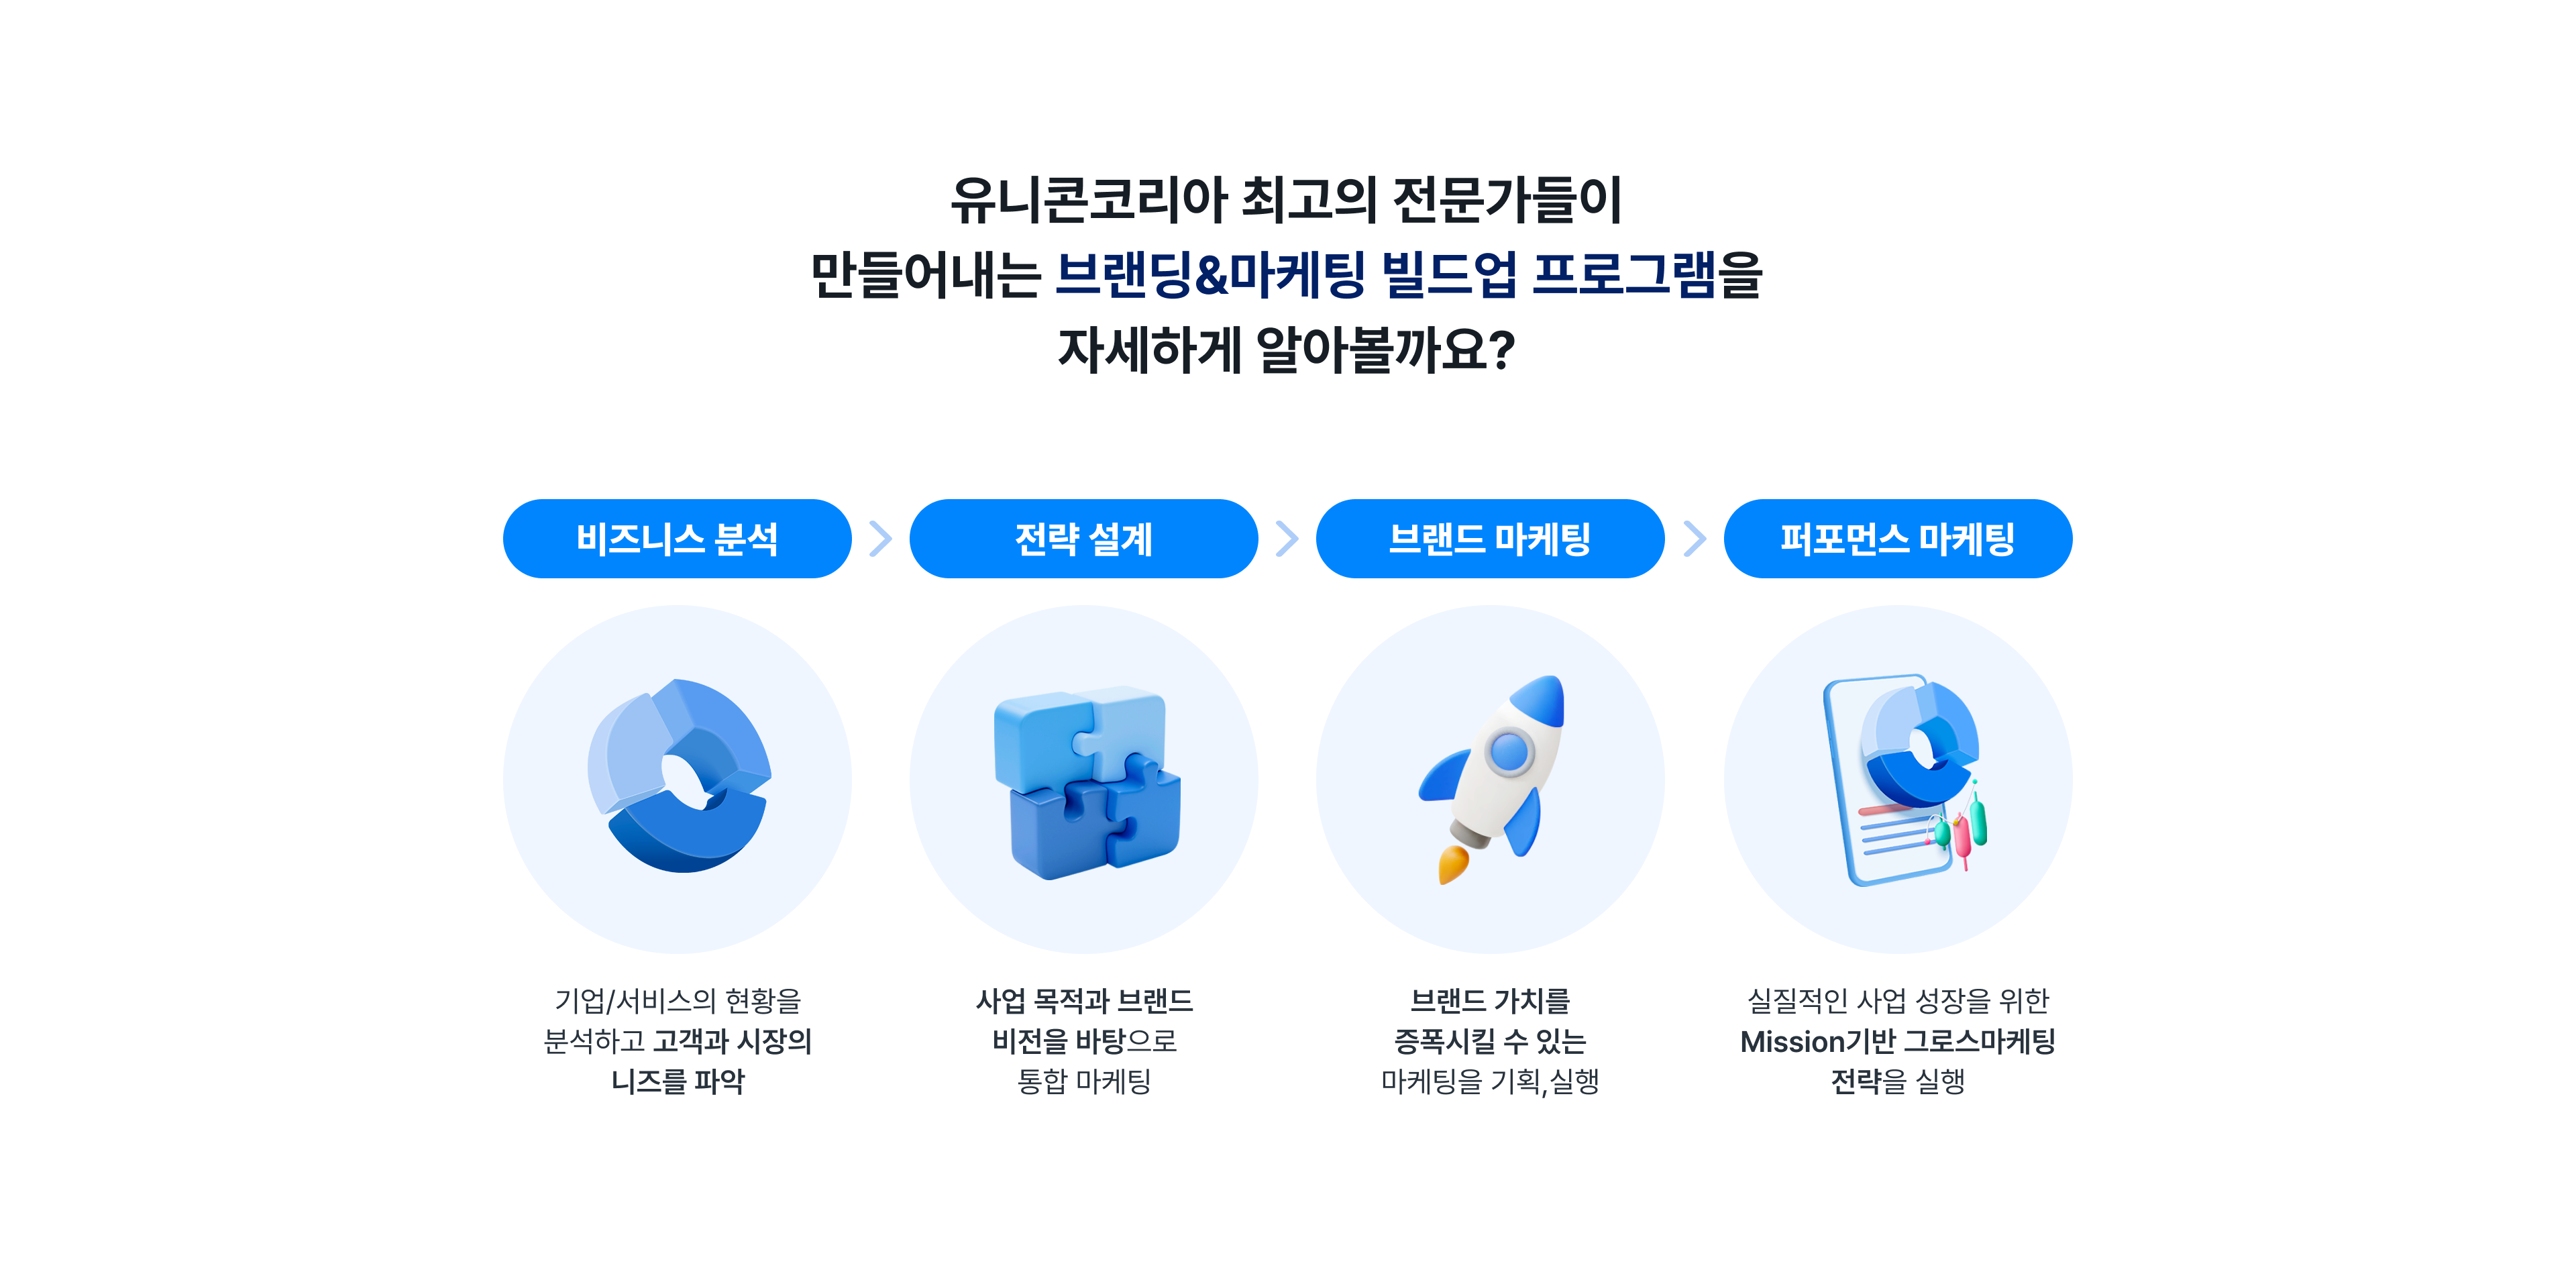 유니콘코리아 최고의 전문가들이
만들어내는 브랜딩&마케팅 빌드업 프로그램을
자세하게 알아볼까요?
비즈니스 분석
전략 설계
브랜드 마케팅
퍼포먼스 마케팅
기업/서비스의 현황을
분석하고 고객과 시장의
니즈를 파악
사업 목적과 브랜드
비전을 바탕으로
통합 마케팅
브랜드 가치를
증폭시킬 수 있는
마케팅을 기획,실행
실질적인 사업 성장을 위한
Mission기반 그로스마케팅
전략을 실행